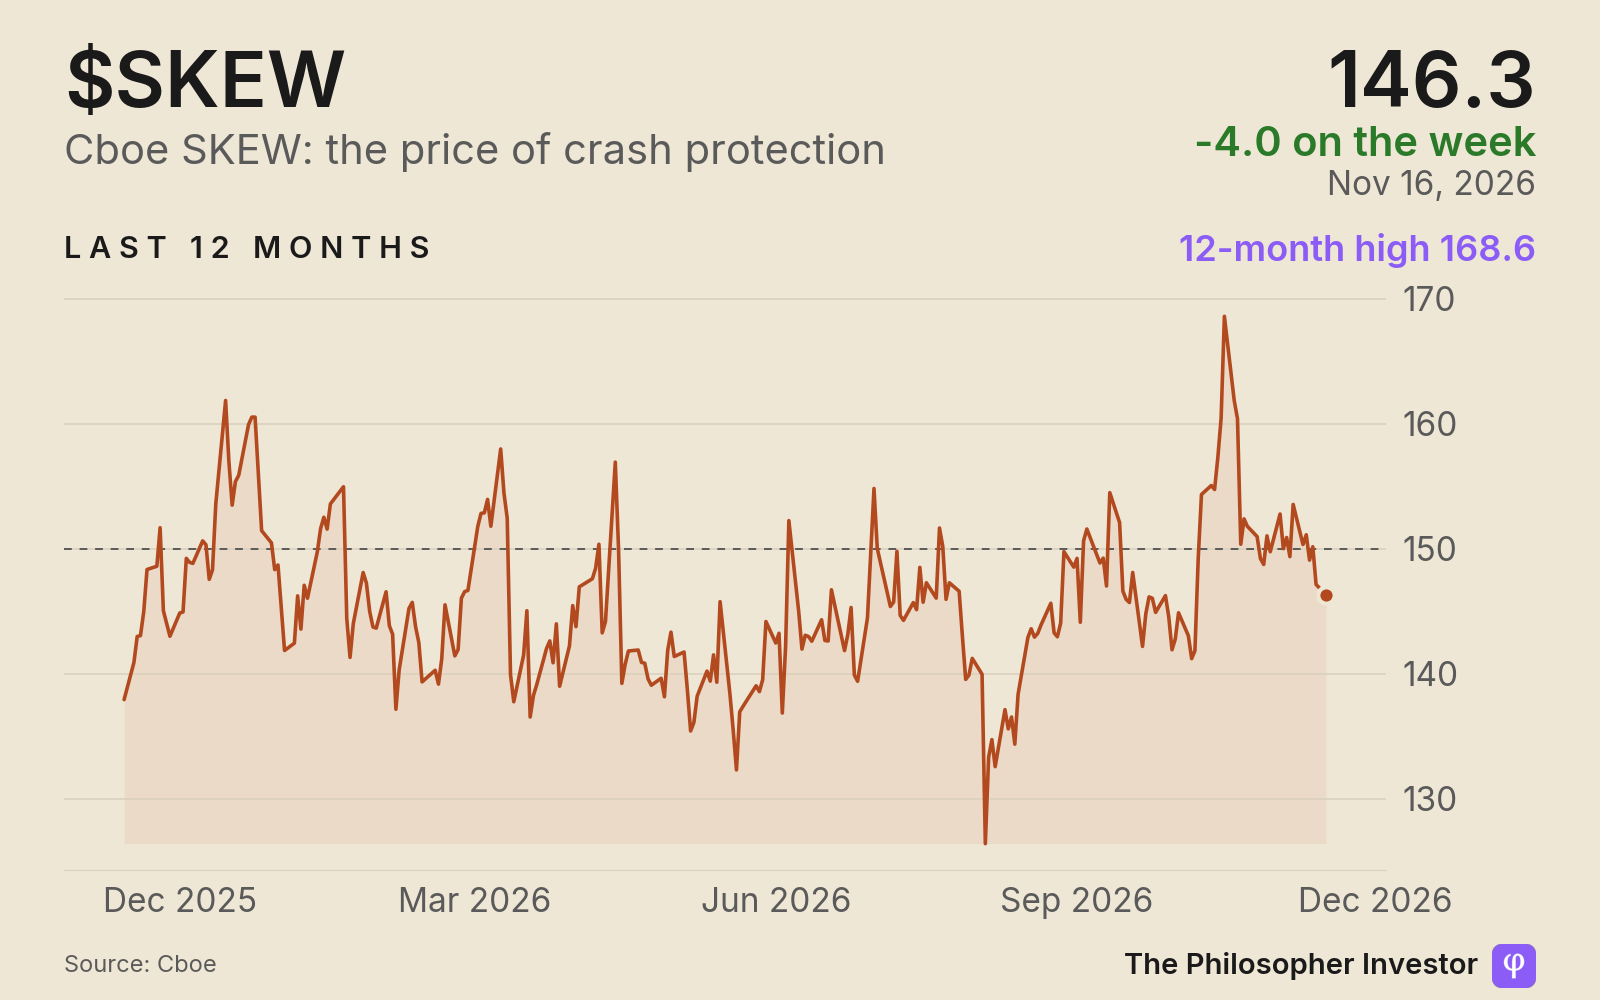 $SKEW
146.3
Cboe SKEW: the price of crash protection
-4.0 on the week
Nov 16, 2026
LAST 12 MONTHS
12-month high 168.6
170
160
150
140
130
Dec 2025
Mar 2026
Jun 2026
Sep 2026
Dec 2026
Source: Cboe
The Philosopher Investor φ